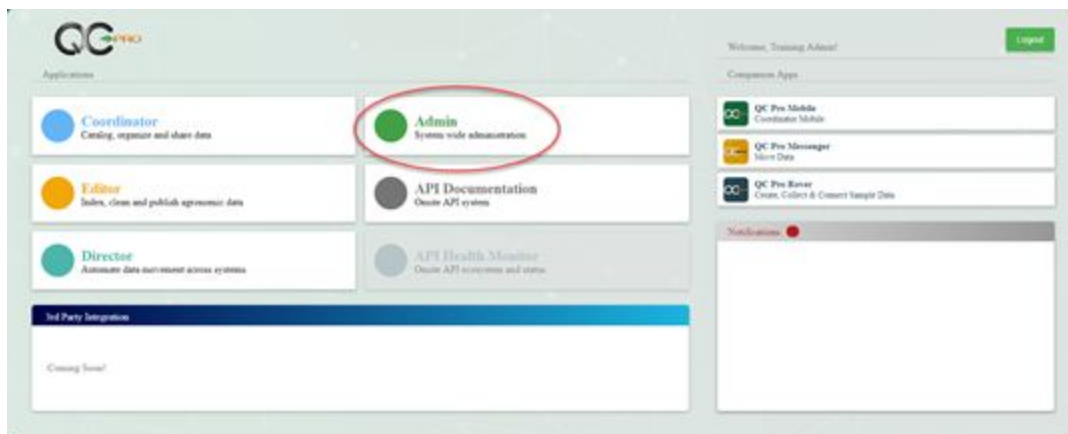 QC PRO
Applications
Coordinator
Catalog, organize and share data
Admin
System wide administration
Editor
Index, clean and publish agronomic data
API Documentation
Onsite API system
Director
Automate data movement across systems
API Health Monitor
Onsite API ecosystem and status
3rd Party Integration
Coming Soon!
Welcome, Training Admin!
Logout
Companion Apps
QC Pro Mobile
Coordinator Mobile
QC Pro Messenger
Move Data
QC Pro Rover
Create, Collect & Connect Sample Data
Notifications